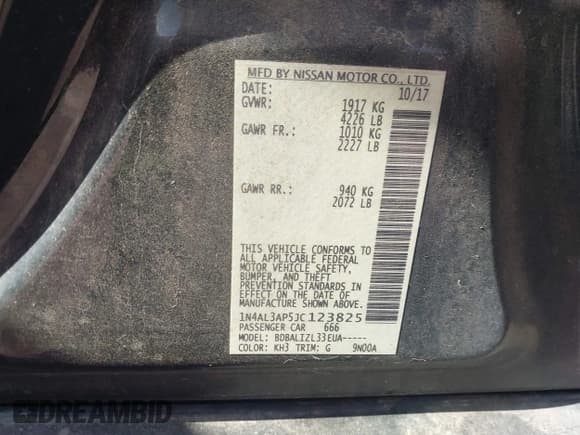 MFD BY NISSAN MOTOR CO., LTD.
DATE: 10/17
GVWR: 1917 KG
4226 LB
GAWR FR.: 1010 KG
2227 LB
GAWR RR.: 940 KG
2072 LB
THIS VEHICLE CONFORMS TO
ALL APPLICABLE FEDERAL
MOTOR VEHICLE SAFETY,
BUMPER, AND THEFT
PREVENTION STANDARDS IN
EFFECT ON THE DATE OF
MANUFACTURE SHOWN ABOVE.
1N4AL3AP5JC123825
PASSENGER CAR 666
MODEL: BDBALIZL33EUA-----
COLOR: KH3 TRIM: G 9N00A
DREAMBID